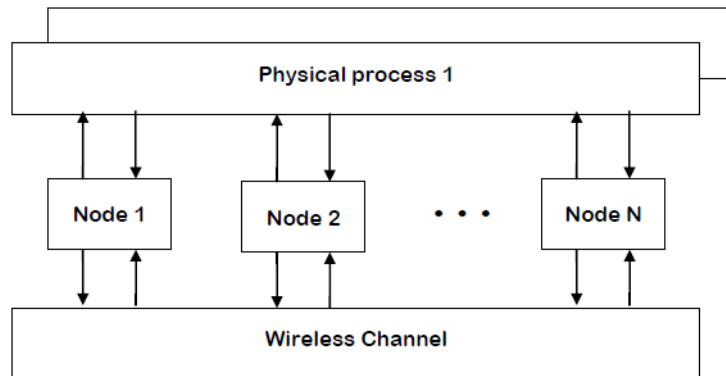 Physical process 1
Node 1
Node 2
• • •
Node N
Wireless Channel